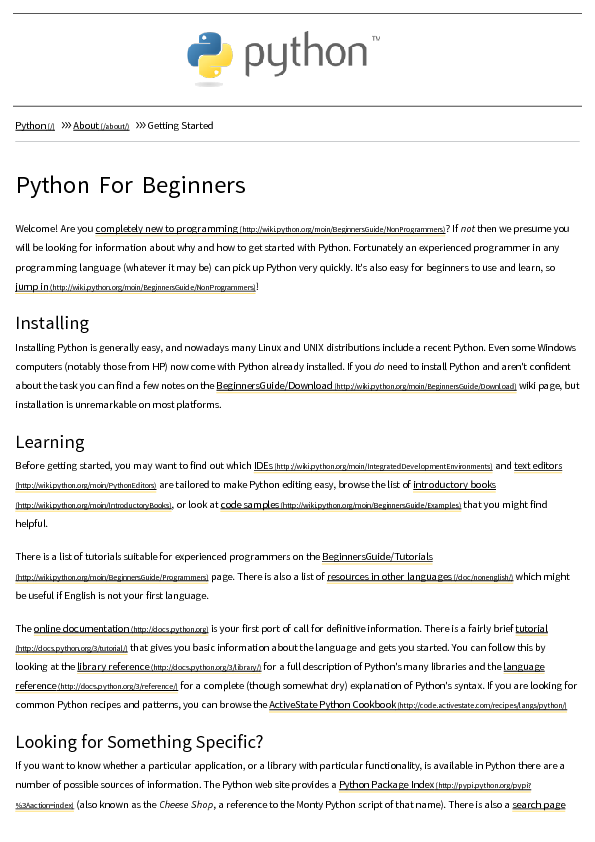 python™
Python (/) >>> About (/about/) >>> Getting Started
Python For Beginners
Welcome! Are you completely new to programming (http://wiki.python.org/moin/BeginnersGuide/NonProgrammers)? If not then we presume you
will be looking for information about why and how to get started with Python. Fortunately an experienced programmer in any
programming language (whatever it may be) can pick up Python very quickly. It's also easy for beginners to use and learn, so
jump in (http://wiki.python.org/moin/BeginnersGuide/NonProgrammers)!
Installing
Installing Python is generally easy, and nowadays many Linux and UNIX distributions include a recent Python. Even some Windows
computers (notably those from HP) now come with Python already installed. If you do need to install Python and aren't confident
about the task you can find a few notes on the BeginnersGuide/Download (http://wiki.python.org/moin/BeginnersGuide/Download) wiki page, but
installation is unremarkable on most platforms.
Learning
Before getting started, you may want to find out which IDEs (http://wiki.python.org/moin/IntegratedDevelopmentEnvironments) and text editors
(http://wiki.python.org/moin/PythonEditors) are tailored to make Python editing easy, browse the list of introductory books
(http://wiki.python.org/moin/IntroductoryBooks), or look at code samples (http://wiki.python.org/moin/BeginnersGuide/Examples) that you might find
helpful.
There is a list of tutorials suitable for experienced programmers on the BeginnersGuide/Tutorials
(http://wiki.python.org/moin/BeginnersGuide/Programmers) page. There is also a list of resources in other languages (/doc/nonenglish/) which might
be useful if English is not your first language.
The online documentation (http://docs.python.org) is your first port of call for definitive information. There is a fairly brief tutorial
(http://docs.python.org/3/tutorial/) that gives you basic information about the language and gets you started. You can follow this by
looking at the library reference (http://docs.python.org/3/library/) for a full description of Python's many libraries and the language
reference (http://docs.python.org/3/reference/) for a complete (though somewhat dry) explanation of Python's syntax. If you are looking for
common Python recipes and patterns, you can browse the ActiveState Python Cookbook (http://code.activestate.com/recipes/langs/python/)
Looking for Something Specific?
If you want to know whether a particular application, or a library with particular functionality, is available in Python there are a
number of possible sources of information. The Python web site provides a Python Package Index (http://pypi.python.org/pypi?
%3Aaction=index) (also known as the Cheese Shop, a reference to the Monty Python script of that name). There is also a search page